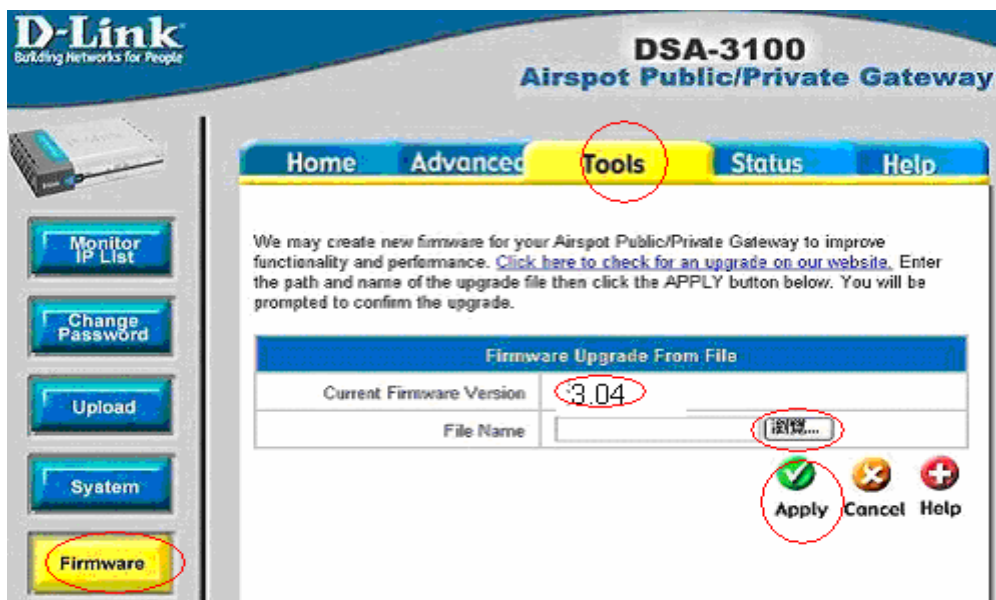 D-Link
Building Networks for People
DSA-3100
Airspot Public/Private Gateway
Home Advanced Tools Status Help
Monitor
IP List
Change
Password
Upload
System
Firmware
We may create new firmware for your Airspot Public/Private Gateway to improve
functionality and performance. Click here to check for an upgrade on our website. Enter
the path and name of the upgrade file then click the APPLY button below. You will be
prompted to confirm the upgrade.
Firmware Upgrade From File
Current Firmware Version 3.04
File Name 瀏覽...
Apply Cancel Help